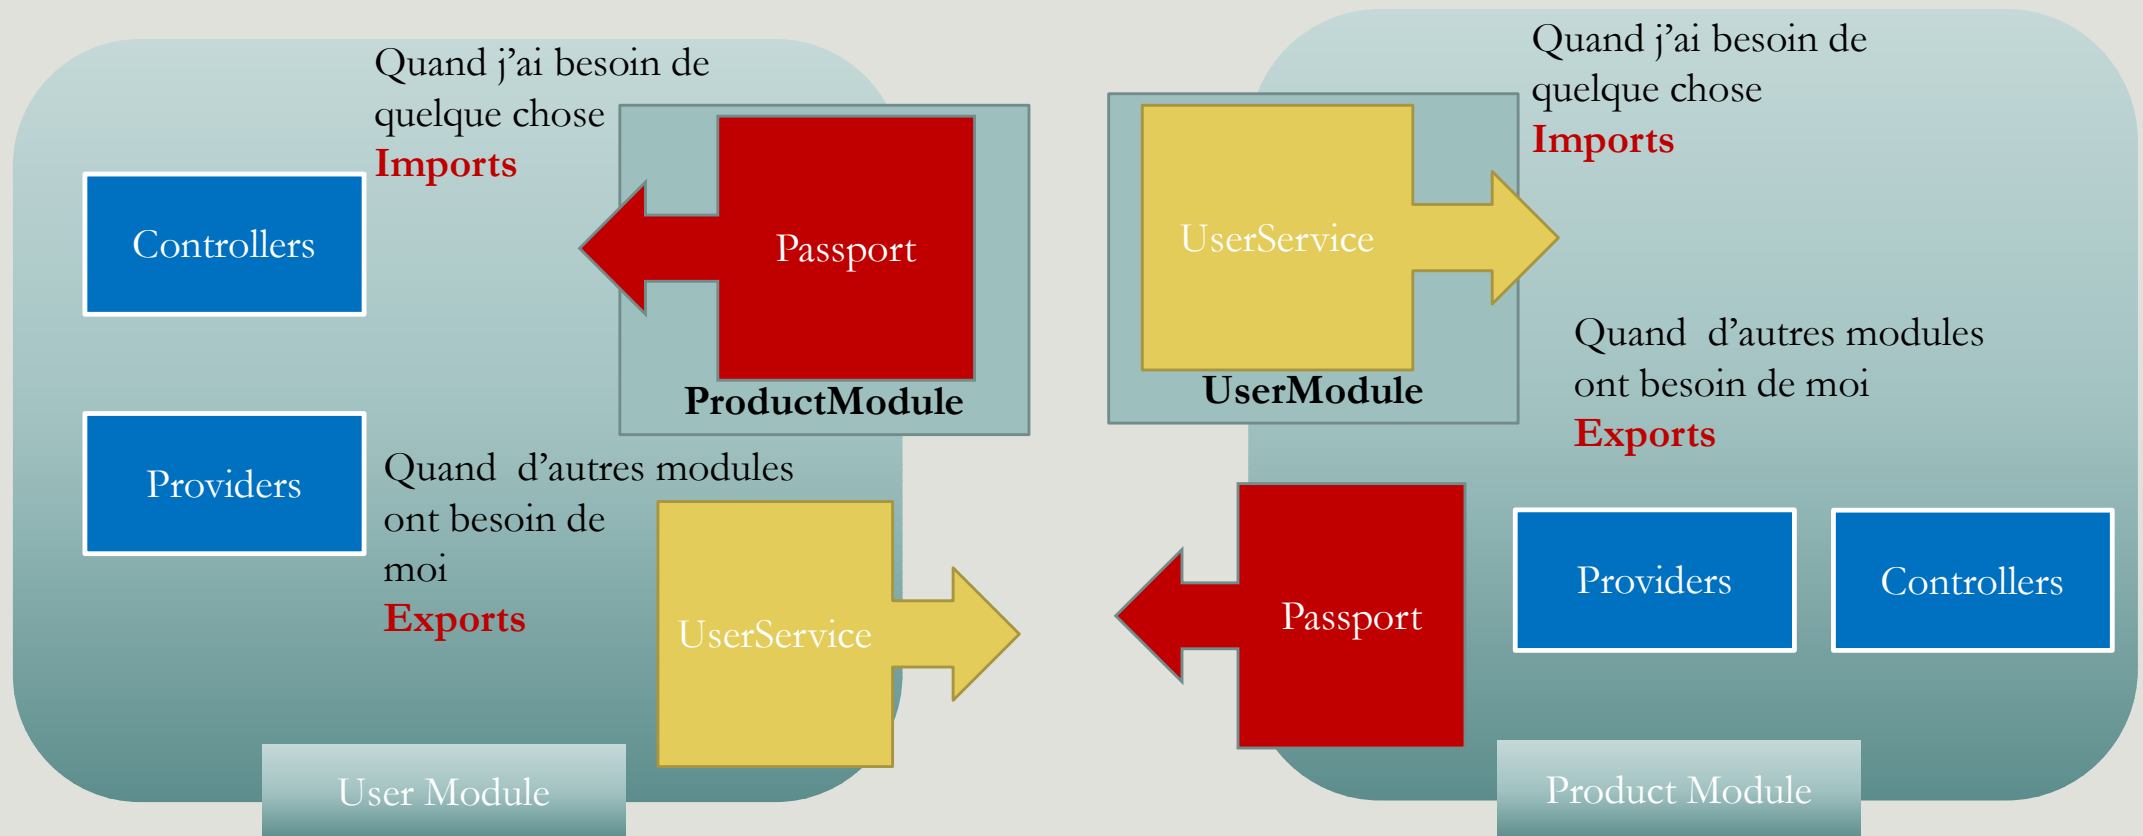 Quand j’ai besoin de
quelque chose
Imports
Controllers
Passport
ProductModule
Providers
Quand  d’autres modules
ont besoin de
moi
Exports
UserService
User Module
Quand j’ai besoin de
quelque chose
Imports
UserService
UserModule
Quand  d’autres modules
ont besoin de moi
Exports
Passport
Providers
Controllers
Product Module